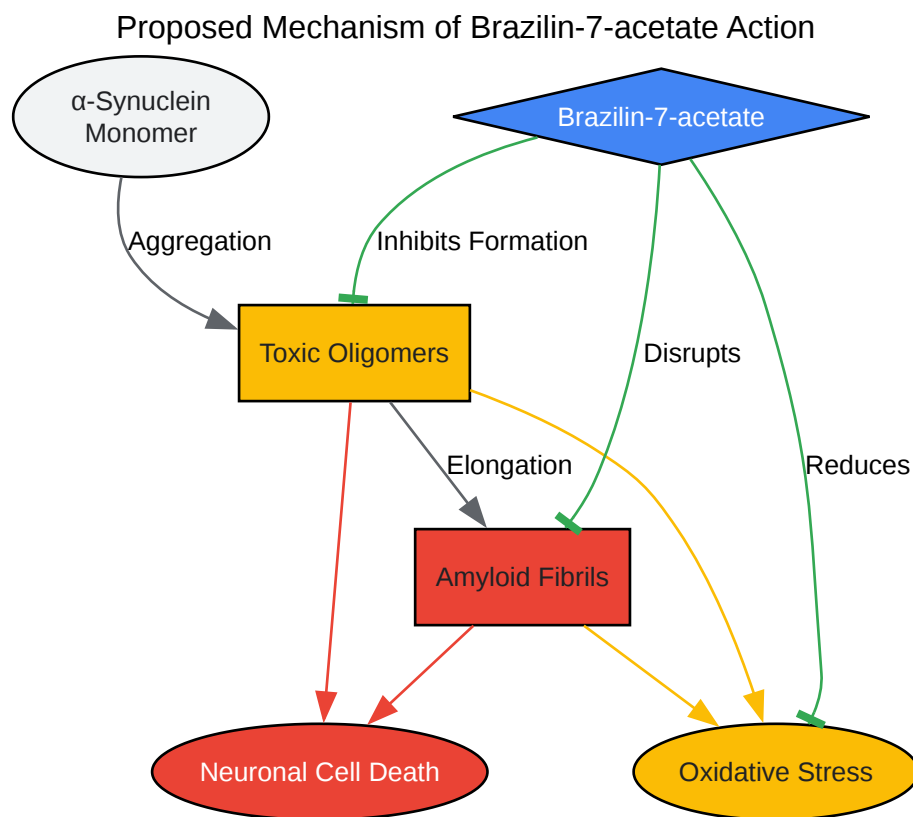 Proposed Mechanism of Brazilin-7-acetate Action
α-Synuclein
Monomer
Brazilin-7-acetate
Aggregation
Inhibits Formation
Toxic Oligomers
Disrupts
Elongation
Reduces
Amyloid Fibrils
Neuronal Cell Death
Oxidative Stress